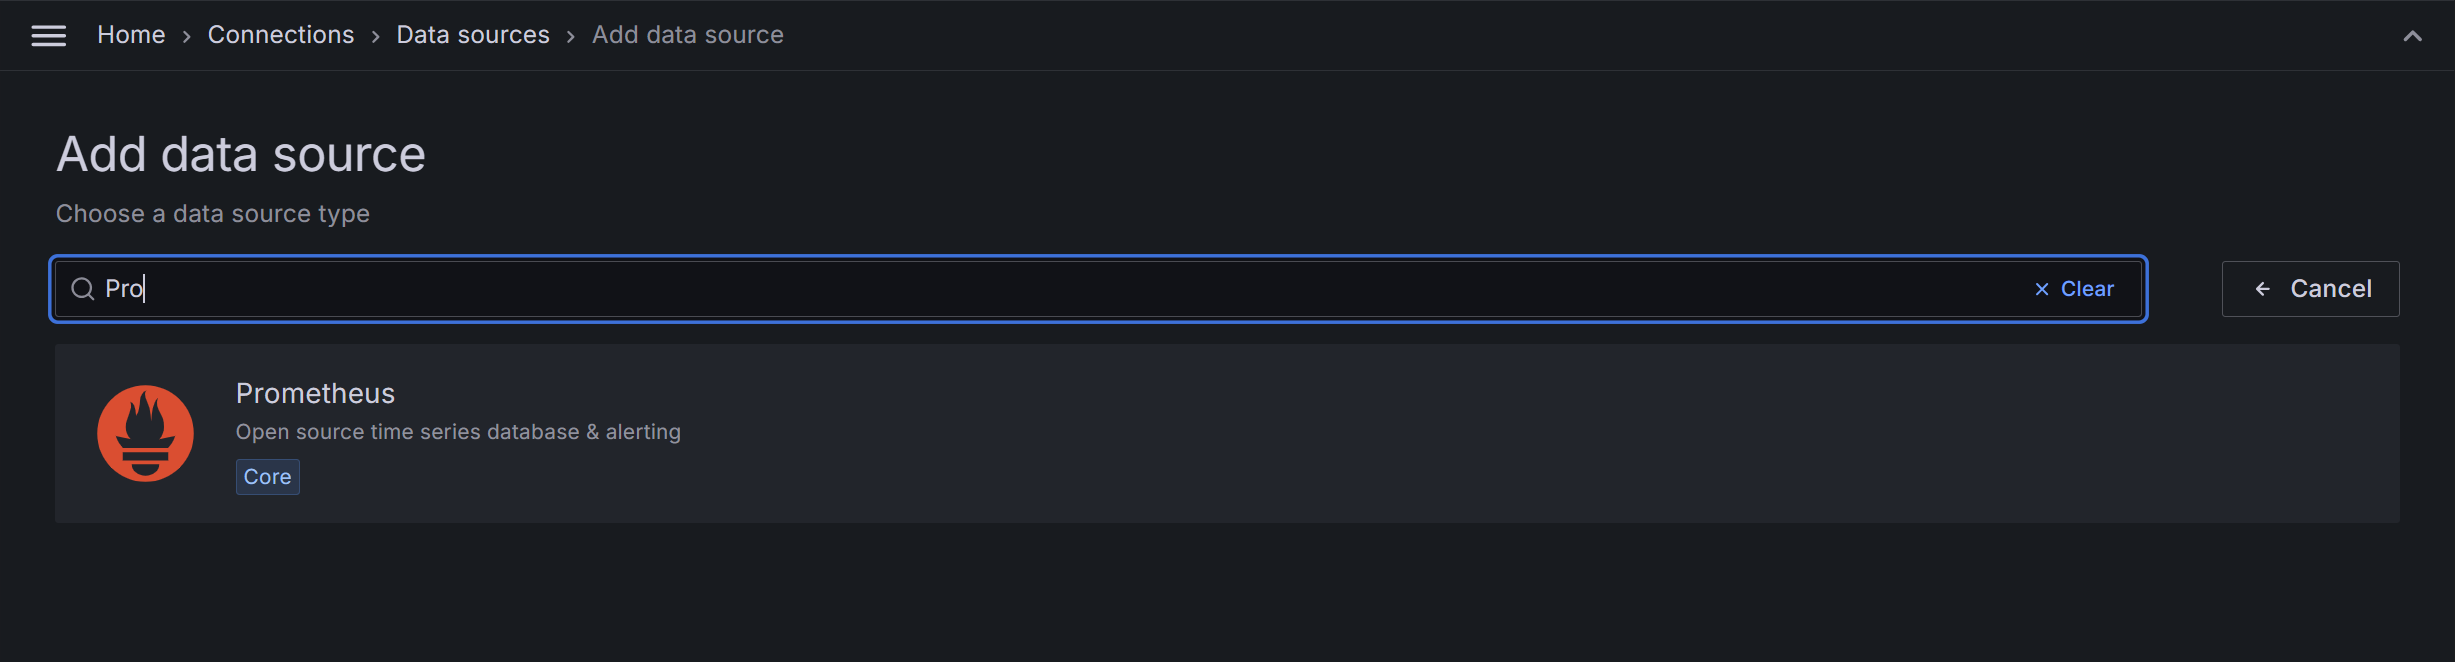 Home › Connections › Data sources › Add data source
Add data source
Choose a data source type
Pro
Clear
Cancel
Prometheus
Open source time series database & alerting
Core